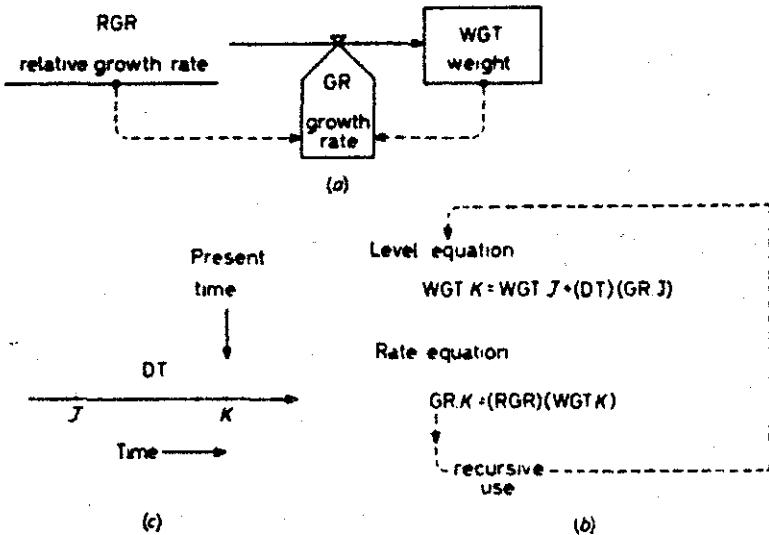 RGR
relative growth rate
WGT
weight
GR
growth
rate
(a)
Present
time
DT
J K
Time
(c)
Level equation
WGT K = WGT J +(DT)(GR.J)
Rate equation
GR.K =(RGR)(WGT K)
recursive
use
(b)